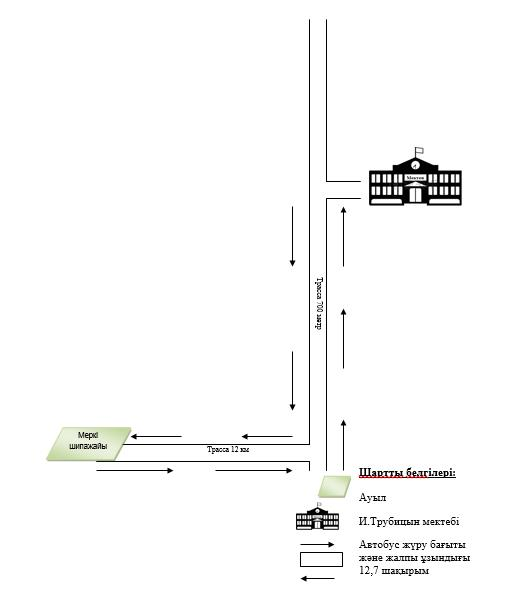 Мектеп
Трасса 700 метр
Меркі
шипажайы
Трасса 12 км
Шартты белгілері:
Ауыл
И.Трубицын мектебі
Автобус жүру бағыты
және жалпы ұзындығы
12,7 шақырым